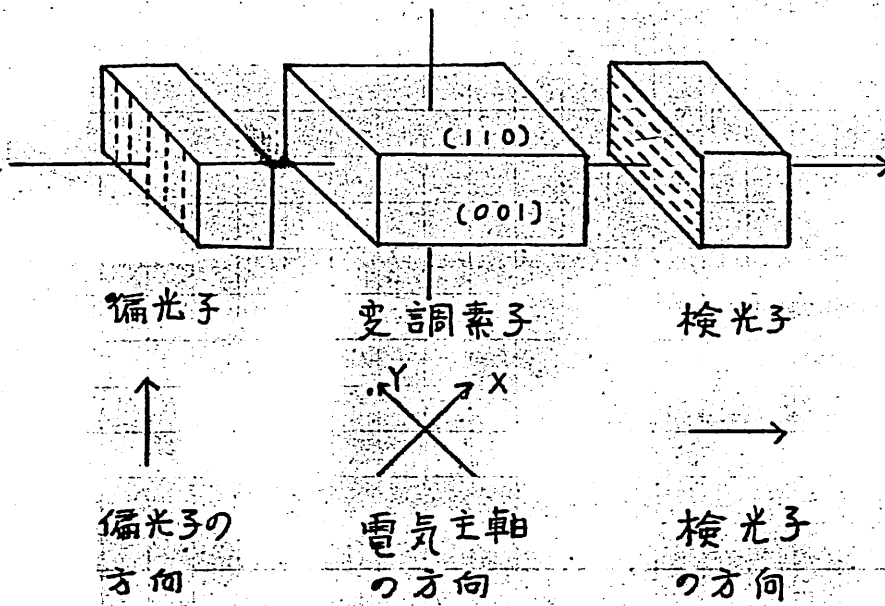 (110)
(001)
偏光子
変調素子
検光子
Y
X
偏光子の
方向
電気主軸
の方向
検光子
の方向